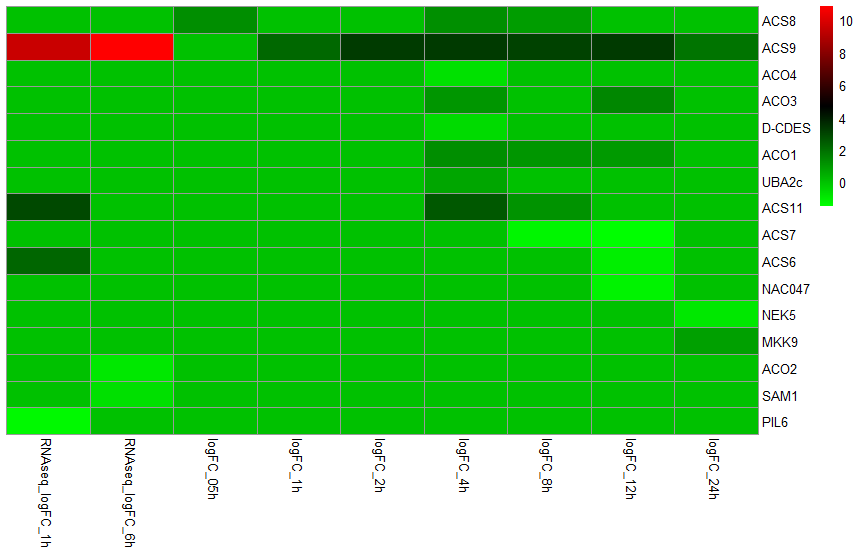 ACS8
ACS9
ACO4
ACO3
D-CDES
ACO1
UBA2c
ACS11
ACS7
ACS6
NAC047
NEK5
MKK9
ACO2
SAM1
PIL6
10
8
6
4
2
0
RNAseq_logFC_1h
RNAseq_logFC_6h
logFC_05h
logFC_1h
logFC_2h
logFC_4h
logFC_8h
logFC_12h
logFC_24h